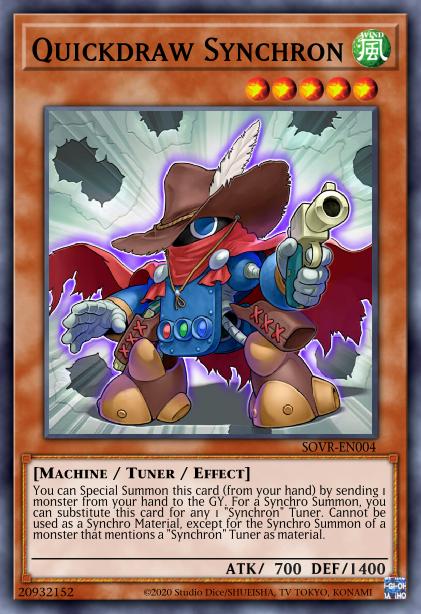 QUICKDRAW SYNCHRON
WIND
風
SOVR-EN004
[MACHINE / TUNER / EFFECT]
You can Special Summon this card (from your hand) by sending 1
monster from your hand to the GY. For a Synchro Summon, you
can substitute this card for any 1 "Synchron" Tuner. Cannot be
used as a Synchro Material, except for the Synchro Summon of a
monster that mentions a "Synchron" Tuner as material.
ATK/ 700 DEF/1400
20932152
©2020 Studio Dice/SHUEISHA, TV TOKYO, KONAMI